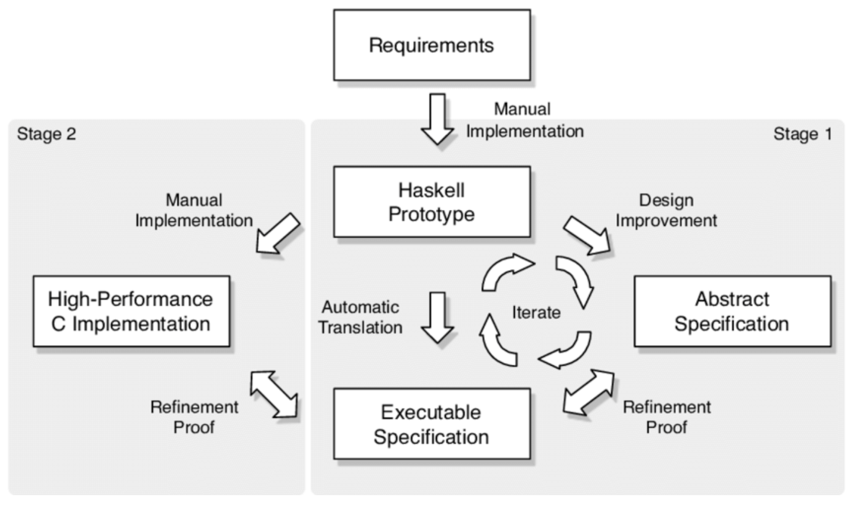 Requirements
Manual
Implementation
Stage 2
Stage 1
Haskell
Prototype
Manual
Implementation
Design
Improvement
High-Performance
C Implementation
Automatic
Translation
Iterate
Abstract
Specification
Refinement
Proof
Executable
Specification
Refinement
Proof